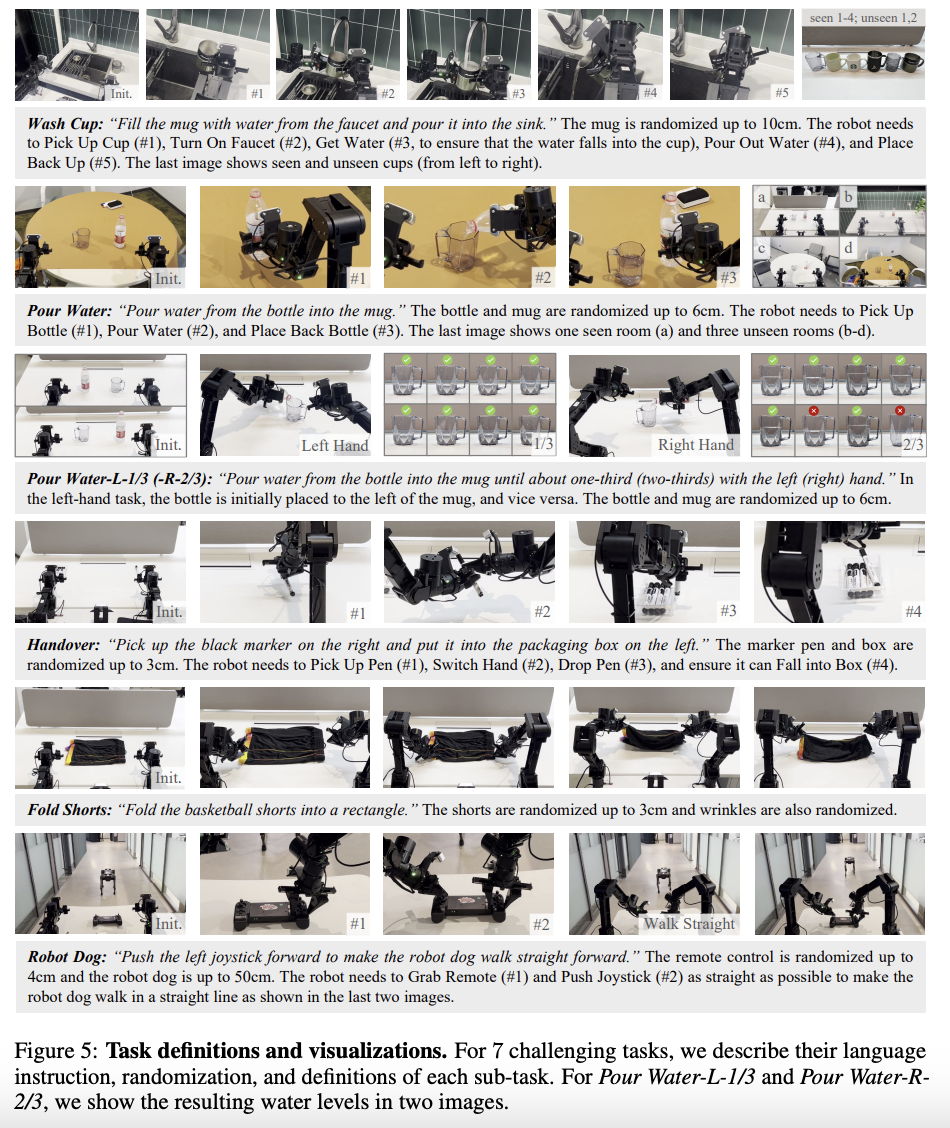 seen 1-4; unseen 1,2
Init.
#1
#2
#3
#4
#5
Wash Cup: “Fill the mug with water from the faucet and pour it into the sink.” The mug is randomized up to 10cm. The robot needs
to Pick Up Cup (#1), Turn On Faucet (#2), Get Water (#3, to ensure that the water falls into the cup), Pour Out Water (#4), and Place
Back Up (#5). The last image shows seen and unseen cups (from left to right).
a
b
c
d
Init.
#1
#2
#3
Pour Water: “Pour water from the bottle into the mug.” The bottle and mug are randomized up to 6cm. The robot needs to Pick Up
Bottle (#1), Pour Water (#2), and Place Back Bottle (#3). The last image shows one seen room (a) and three unseen rooms (b-d).
Init.
Left Hand
1/3
Right Hand
2/3
Pour Water-L-1/3 (-R-2/3): “Pour water from the bottle into the mug until about one-third (two-thirds) with the left (right) hand.” In
the left-hand task, the bottle is initially placed to the left of the mug, and vice versa. The bottle and mug are randomized up to 6cm.
Init.
#1
#2
#3
#4
Handover: “Pick up the black marker on the right and put it into the packaging box on the left.” The marker pen and box are
randomized up to 3cm. The robot needs to Pick Up Pen (#1), Switch Hand (#2), Drop Pen (#3), and ensure it can Fall into Box (#4).
Init.
Fold Shorts: “Fold the basketball shorts into a rectangle.” The shorts are randomized up to 3cm and wrinkles are also randomized.
Init.
#1
#2
Walk Straight
Robot Dog: “Push the left joystick forward to make the robot dog walk straight forward.” The remote control is randomized up to
4cm and the robot dog is up to 50cm. The robot needs to Grab Remote (#1) and Push Joystick (#2) as straight as possible to make the
robot dog walk in a straight line as shown in the last two images.
Figure 5: Task definitions and visualizations. For 7 challenging tasks, we describe their language
instruction, randomization, and definitions of each sub-task. For Pour Water-L-1/3 and Pour Water-R-
2/3, we show the resulting water levels in two images.